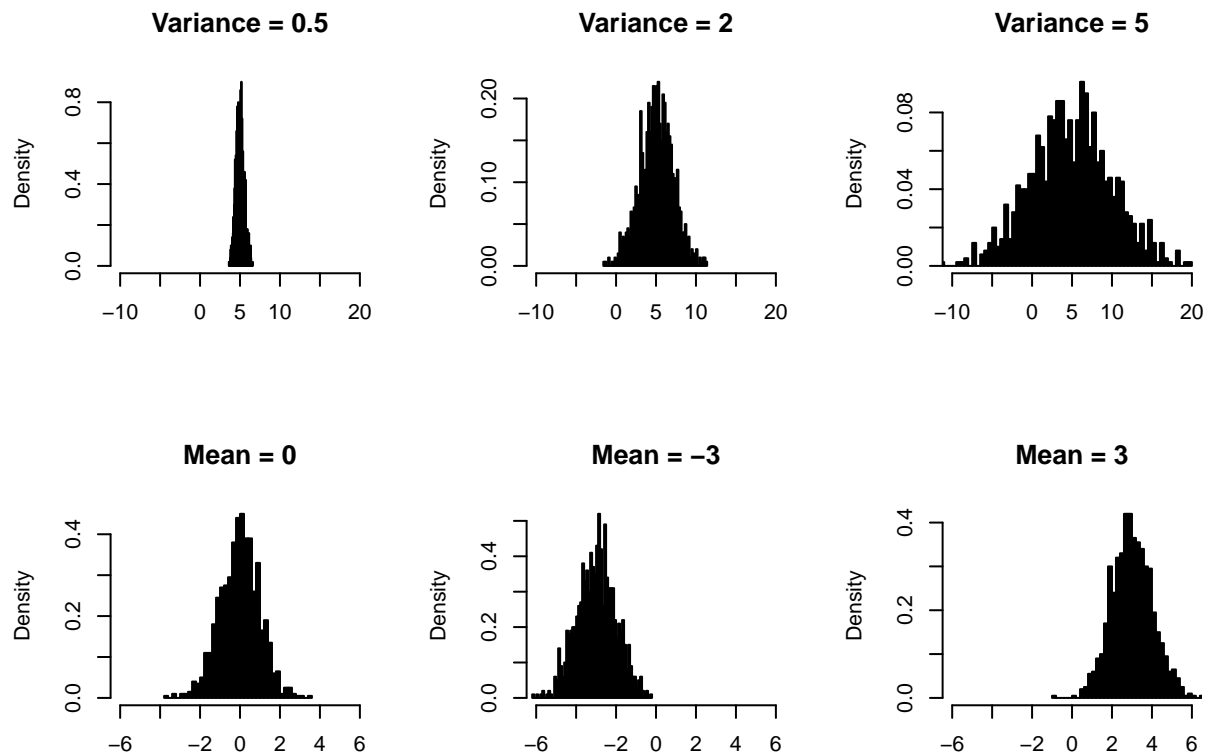 Variance = 0.5
Density
0.0 0.4 0.8
−10 0 5 10 20
Variance = 2
Density
0.00 0.10 0.20
−10 0 5 10 20
Variance = 5
Density
0.00 0.04 0.08
−10 0 5 10 20
Mean = 0
Density
0.0 0.2 0.4
−6 −4 −2 0 2 4 6
Mean = −3
Density
0.0 0.2 0.4
−6 −4 −2 0 2 4 6
Mean = 3
Density
0.0 0.2 0.4
−6 −4 −2 0 2 4 6